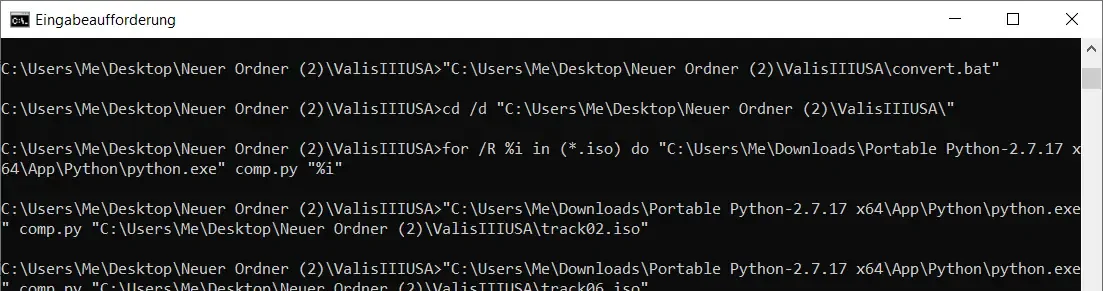 Eingabeaufforderung
C:\Users\Me\Desktop\Neuer Ordner (2)\ValisIIIUSA>"C:\Users\Me\Desktop\Neuer Ordner (2)\ValisIIIUSA\convert.bat"
C:\Users\Me\Desktop\Neuer Ordner (2)\ValisIIIUSA>cd /d "C:\Users\Me\Desktop\Neuer Ordner (2)\ValisIIIUSA\"
C:\Users\Me\Desktop\Neuer Ordner (2)\ValisIIIUSA>for /R %i in (*.iso) do "C:\Users\Me\Downloads\Portable Python-2.7.17 x
64\App\Python\python.exe" comp.py "%i"
C:\Users\Me\Desktop\Neuer Ordner (2)\ValisIIIUSA>"C:\Users\Me\Downloads\Portable Python-2.7.17 x64\App\Python\python.exe
" comp.py "C:\Users\Me\Desktop\Neuer Ordner (2)\ValisIIIUSA\track02.iso"
C:\Users\Me\Desktop\Neuer Ordner (2)\ValisIIIUSA>"C:\Users\Me\Downloads\Portable Python-2.7.17 x64\App\Python\python.exe
" comp.py "C:\Users\Me\Desktop\Neuer Ordner (2)\ValisIIIUSA\track06.iso"